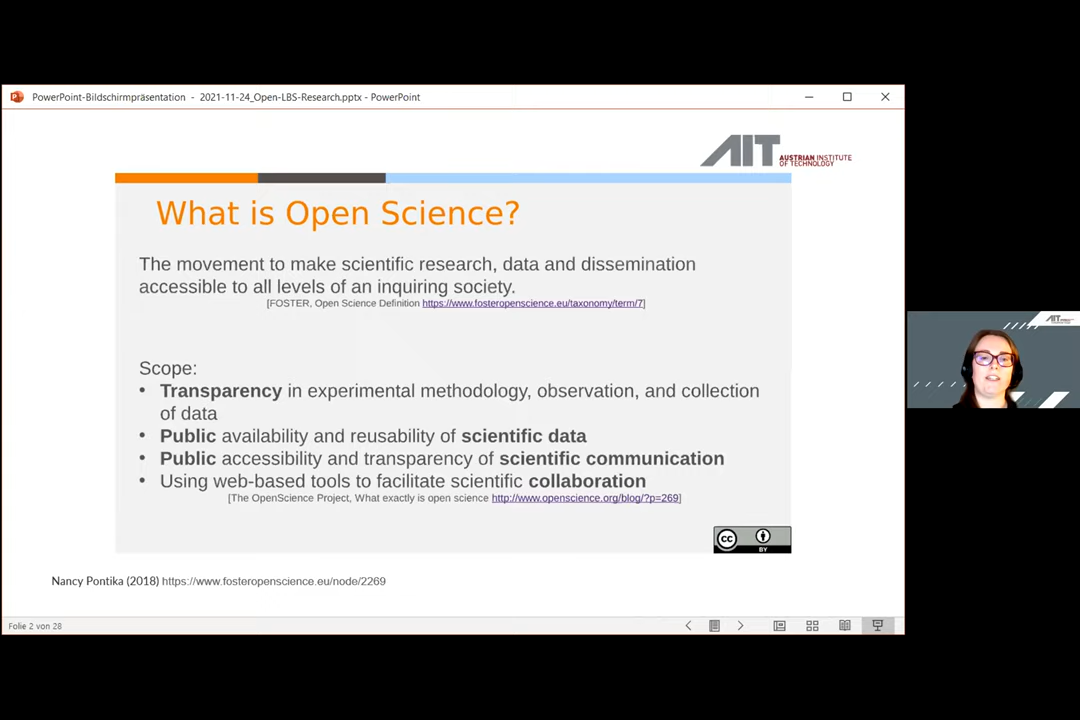 PowerPoint-Bildschirmpräsentation - 2021-11-24_Open-LBS-Research.pptx - PowerPoint
AIT AUSTRIAN INSTITUTE
OF TECHNOLOGY
What is Open Science?
The movement to make scientific research, data and dissemination
accessible to all levels of an inquiring society.
[FOSTER, Open Science Definition https://www.fosteropenscience.eu/taxonomy/term/7]
Scope:
• Transparency in experimental methodology, observation, and collection
of data
• Public availability and reusability of scientific data
• Public accessibility and transparency of scientific communication
• Using web-based tools to facilitate scientific collaboration
[The OpenScience Project, What exactly is open science http://www.openscience.org/blog/?p=269]
cc BY
Nancy Pontika (2018) https://www.fosteropenscience.eu/node/2269
Folie 2 von 28
AIT